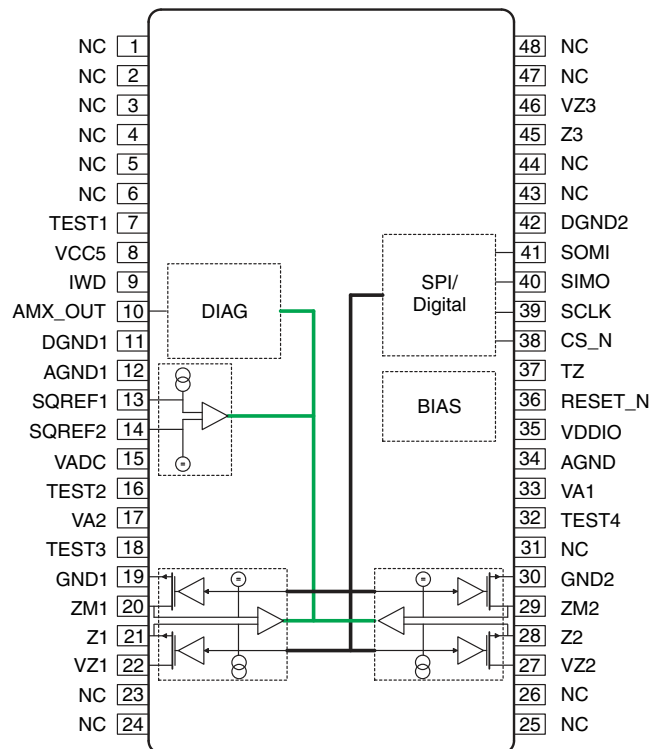 NC 1
NC 2
NC 3
NC 4
NC 5
NC 6
TEST1 7
VCC5 8
IWD 9
AMX_OUT 10
DGND1 11
AGND1 12
SQREF1 13
SQREF2 14
VADC 15
TEST2 16
VA2 17
TEST3 18
GND1 19
ZM1 20
Z1 21
VZ1 22
NC 23
NC 24
DIAG
SPI/
Digital
BIAS
=
=
=
48 NC
47 NC
46 VZ3
45 Z3
44 NC
43 NC
42 DGND2
41 SOMI
40 SIMO
39 SCLK
38 CS_N
37 TZ
36 RESET_N
35 VDDIO
34 AGND
33 VA1
32 TEST4
31 NC
30 GND2
29 ZM2
28 Z2
27 VZ2
26 NC
25 NC